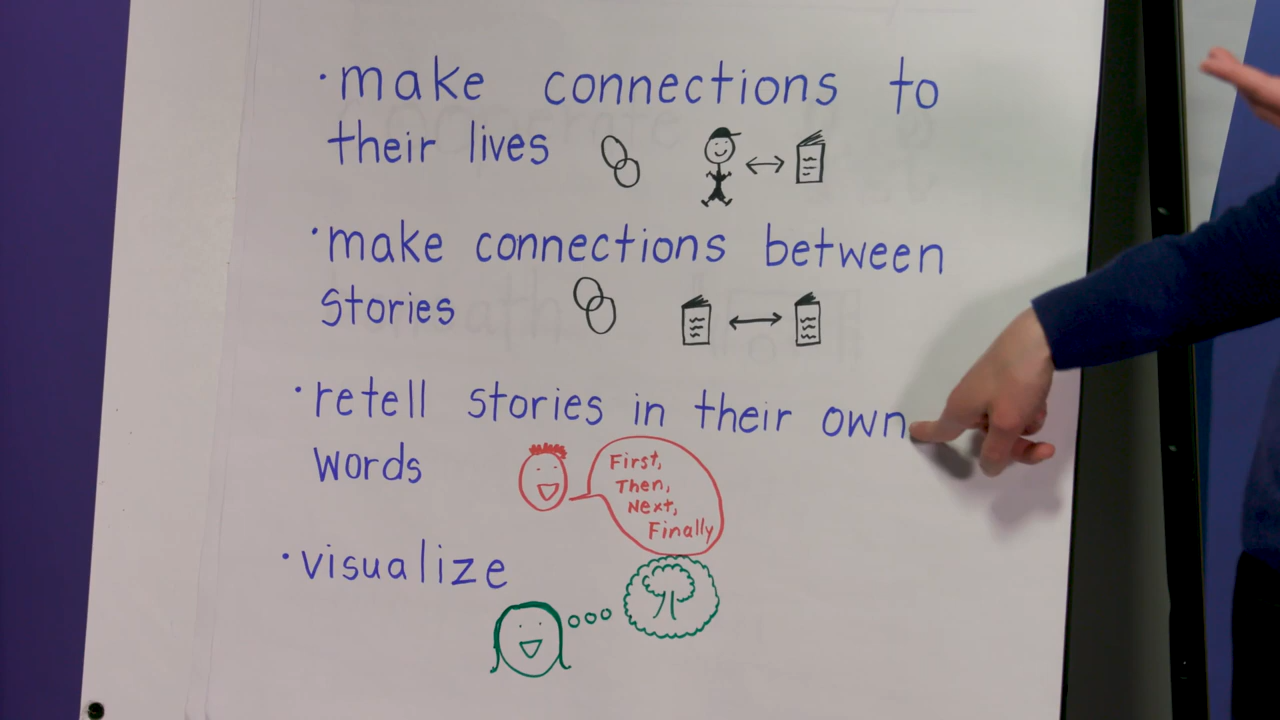 · make connections to
their lives
· make connections between
stories
· retell stories in their own
words
First,
Then,
Next,
Finally
· visualize